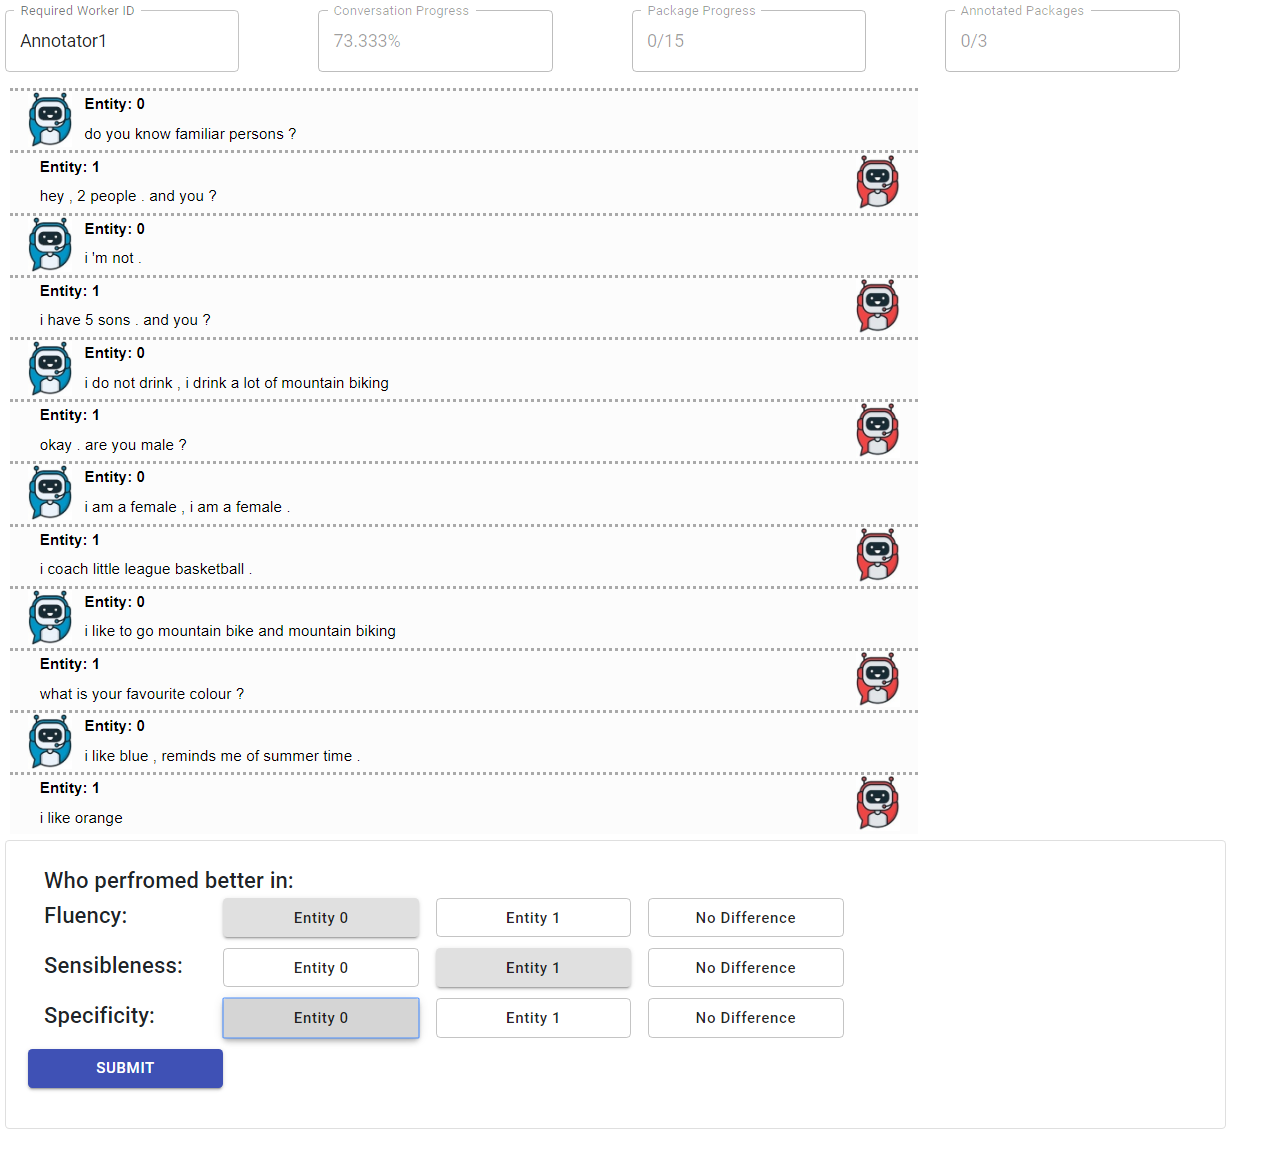 Required Worker ID
Annotator1
Conversation Progress
73.333%
Package Progress
0/15
Annotated Packages
0/3
Entity: 0
do you know familiar persons ?
Entity: 1
hey , 2 people . and you ?
Entity: 0
i 'm not .
Entity: 1
i have 5 sons . and you ?
Entity: 0
i do not drink , i drink a lot of mountain biking
Entity: 1
okay . are you male ?
Entity: 0
i am a female , i am a female .
Entity: 1
i coach little league basketball .
Entity: 0
i like to go mountain bike and mountain biking
Entity: 1
what is your favourite colour ?
Entity: 0
i like blue , reminds me of summer time .
Entity: 1
i like orange
Who perfromed better in:
Fluency: Entity 0 Entity 1 No Difference
Sensibleness: Entity 0 Entity 1 No Difference
Specificity: Entity 0 Entity 1 No Difference
SUBMIT